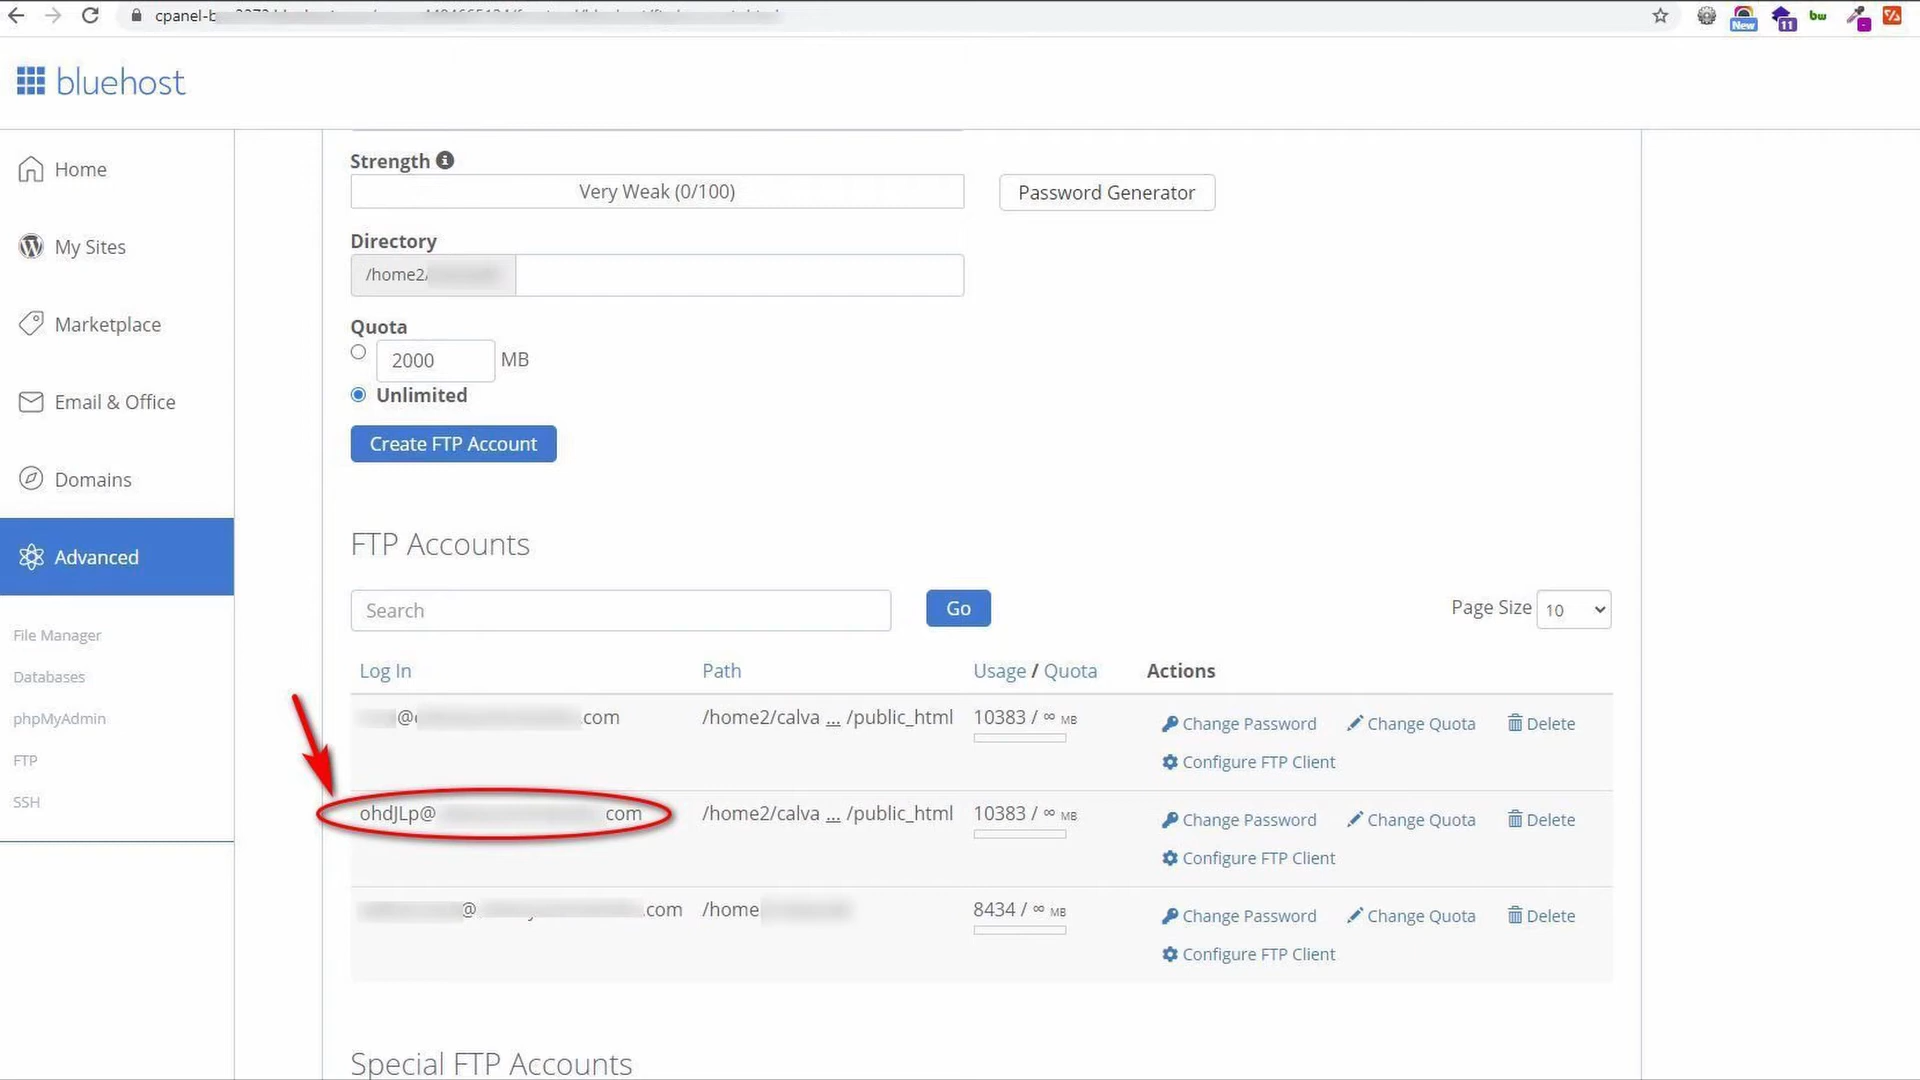 cpanel-b
New
11
bw
bluehost
Home
My Sites
Marketplace
Email & Office
Domains
Advanced
File Manager
Databases
phpMyAdmin
FTP
SSH
Strength
Very Weak (0/100)
Password Generator
Directory
/home2/
Quota
2000 MB
Unlimited
Create FTP Account
FTP Accounts
Search
Go
Page Size 10
Log In Path Usage / Quota Actions
@ .com /home2/calva ... /public_html 10383 / ∞ MB Change Password Change Quota Delete
Configure FTP Client
ohdJLp@ com /home2/calva ... /public_html 10383 / ∞ MB Change Password Change Quota Delete
Configure FTP Client
@ .com /home 8434 / ∞ MB Change Password Change Quota Delete
Configure FTP Client
Special FTP Accounts